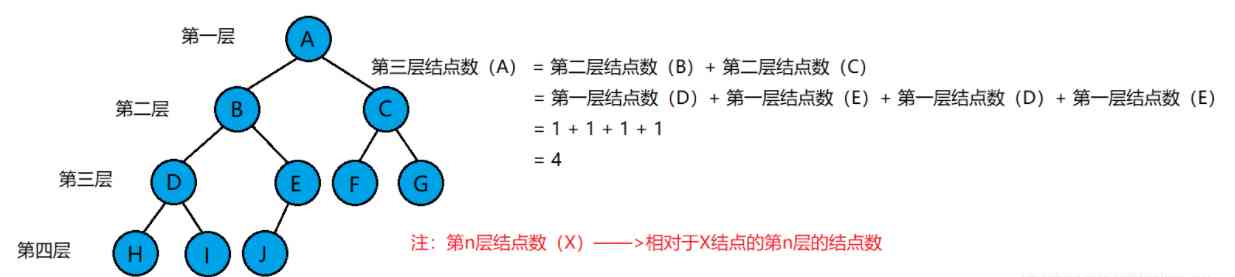 第一层
A
第三层结点数（A） = 第二层结点数（B）+ 第二层结点数（C）
= 第一层结点数（D）+ 第一层结点数（E）+ 第一层结点数（D）+ 第一层结点数（E）
= 1 + 1 + 1 + 1
= 4
第二层
B
C
第三层
D
E
F
G
第四层
H
I
J
注：第n层结点数（X）——>相对于X结点的第n层的结点数